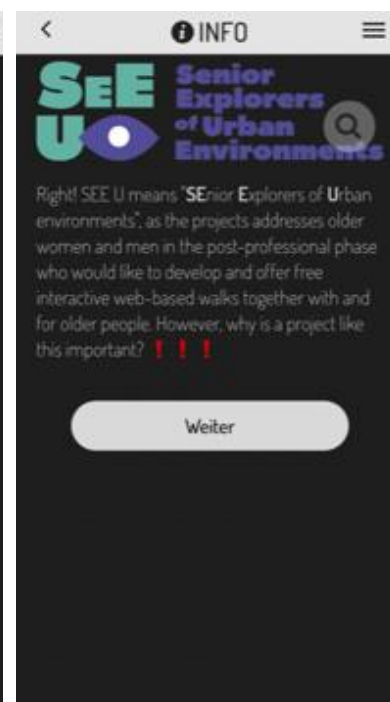 INFO
SEE U
Senior
Explorers
of Urban
Environments
Right! SEE U means "SEnior Explorers of Urban
environments", as the projects addresses older
women and men in the post-professional phase
who would like to develop and offer free
interactive web-based walks together with and
for older people. However, why is a project like
this important? ❗❗❗
Weiter